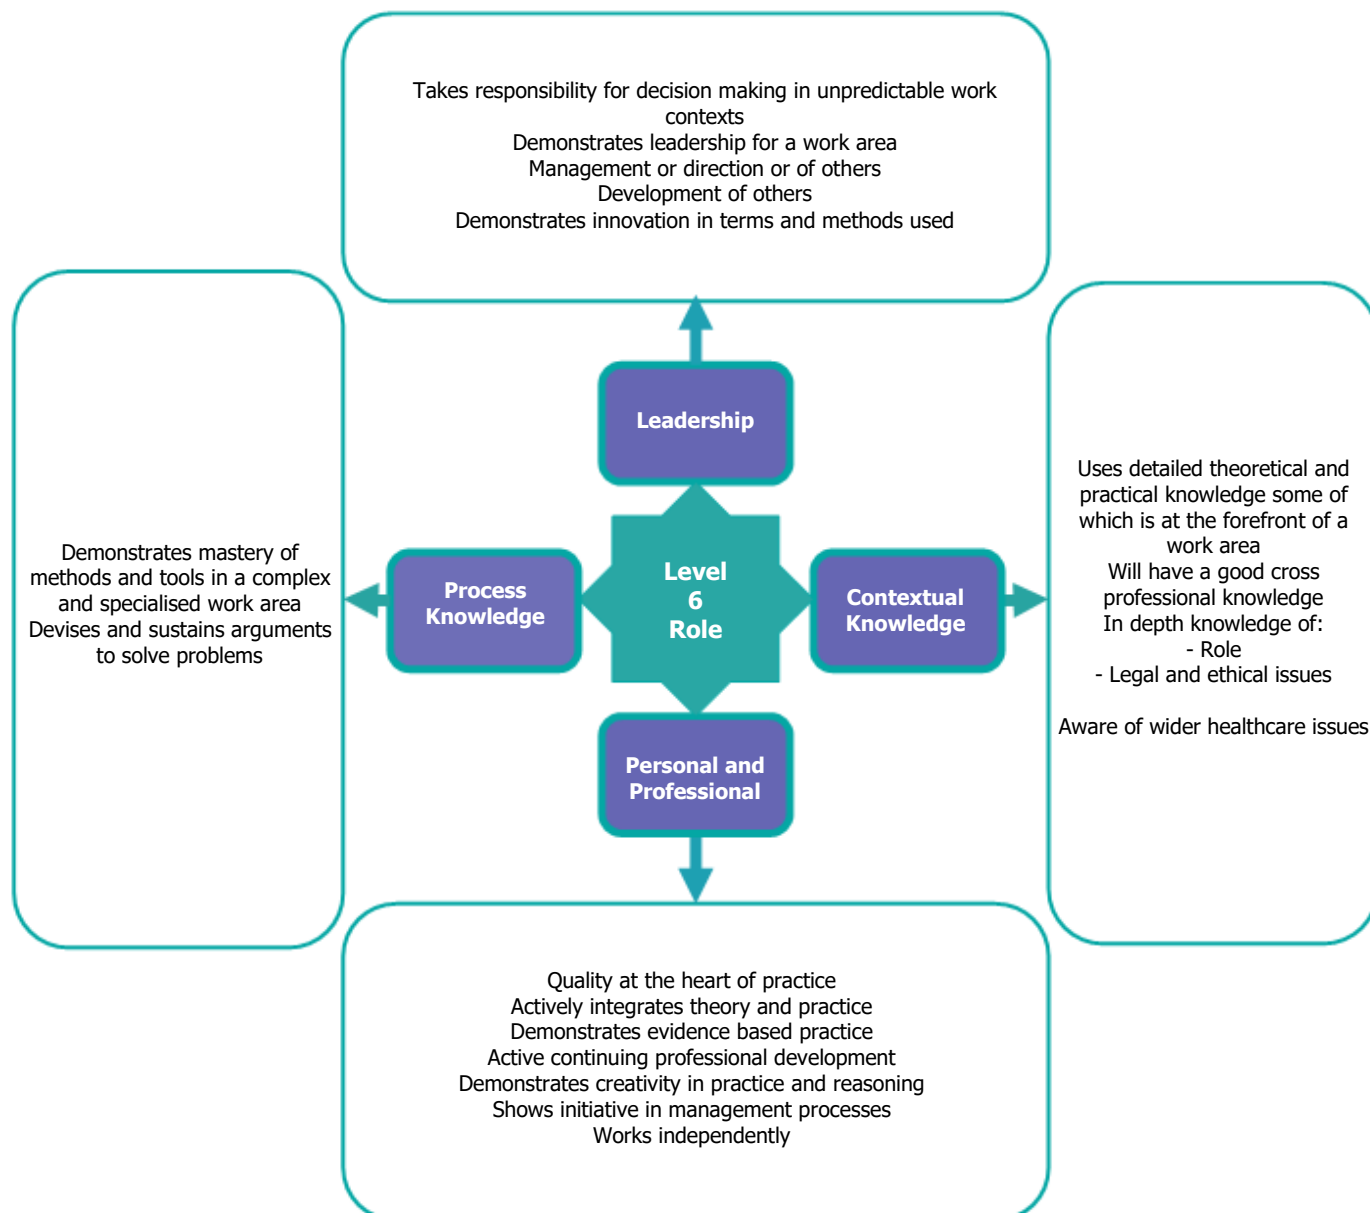 Takes responsibility for decision making in unpredictable work
contexts
Demonstrates leadership for a work area
Management or direction or of others
Development of others
Demonstrates innovation in terms and methods used
Leadership
Demonstrates mastery of
methods and tools in a complex
and specialised work area
Devises and sustains arguments
to solve problems
Process
Knowledge
Level
6
Role
Contextual
Knowledge
Uses detailed theoretical and
practical knowledge some of
which is at the forefront of a
work area
Will have a good cross
professional knowledge
In depth knowledge of:
- Role
- Legal and ethical issues
Aware of wider healthcare issues
Personal and
Professional
Quality at the heart of practice
Actively integrates theory and practice
Demonstrates evidence based practice
Active continuing professional development
Demonstrates creativity in practice and reasoning
Shows initiative in management processes
Works independently